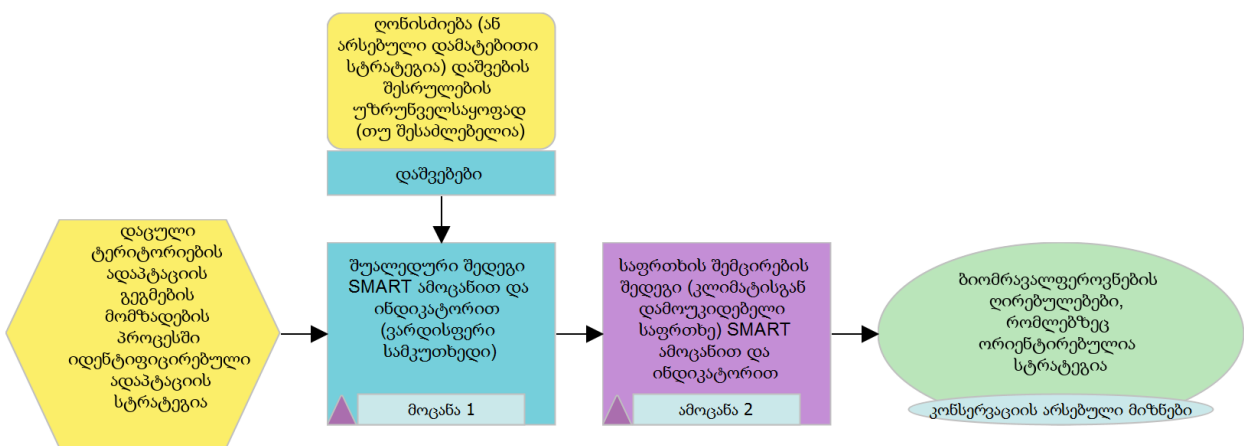 ღონისძიება (ან
არსებული დამატებითი
სტრატეგია) დაშვების
შესრულების
უზრუნველსაყოფად
(თუ შესაძლებელია)
დაშვებები
დაცული
ტერიტორიების
ადაპტაციის
გეგმების
მომზადების
პროცესში
იდენტიფიცირებული
ადაპტაციის
სტრატეგია
შუალედური შედეგი
SMART ამოცანით და
ინდიკატორით
(ვარდისფერი
სამკუთხედი)
მოცანა 1
საფრთხის შემცირების
შედეგი (კლიმატისგან
დამოუკიდებელი
საფრთხე) SMART
ამოცანით და
ინდიკატორით
ამოცანა 2
ბიომრავალფეროვნების
ღირებულებები,
რომლებზეც
ორიენტირებულია
სტრატეგია
კონსერვაციის არსებული მიზნები